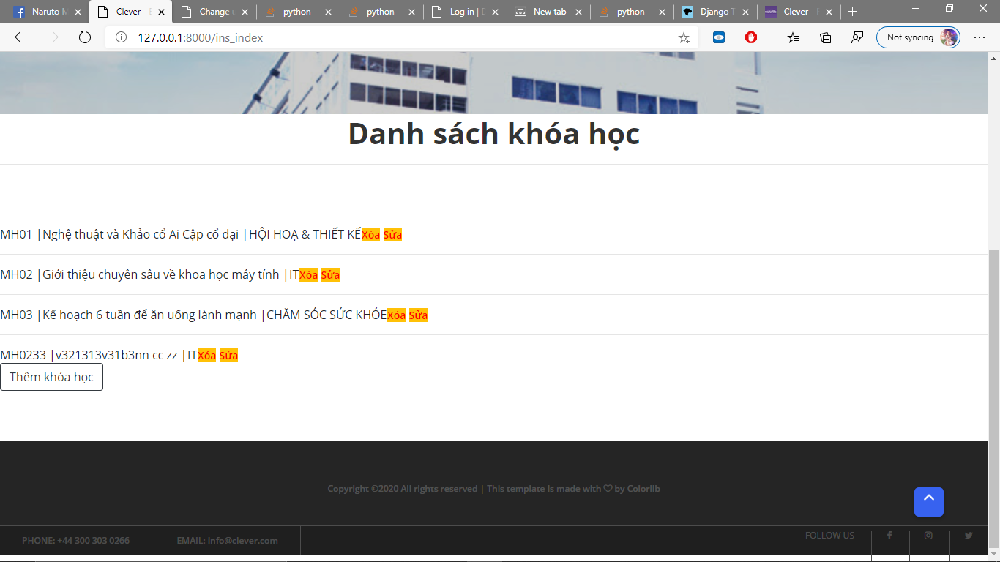 Naruto M
Clever - E
Change u
python -
python -
Log in | D
New tab
python -
Django T
Clever - E
127.0.0.1:8000/ins_index
Not syncing
Danh sách khóa học
MH01 |Nghệ thuật và Khảo cổ Ai Cập cổ đại |HỘI HOẠ & THIẾT KẾXóa Sửa
MH02 |Giới thiệu chuyên sâu về khoa học máy tính |ITXóa Sửa
MH03 |Kế hoạch 6 tuần để ăn uống lành mạnh |CHĂM SÓC SỨC KHỎEXóa Sửa
MH0233 |v321313v31b3nn cc zz |ITXóa Sửa
Thêm khóa học
Copyright ©2020 All rights reserved | This template is made with ♡ by Colorlib
PHONE: +44 300 303 0266
EMAIL: info@clever.com
FOLLOW US